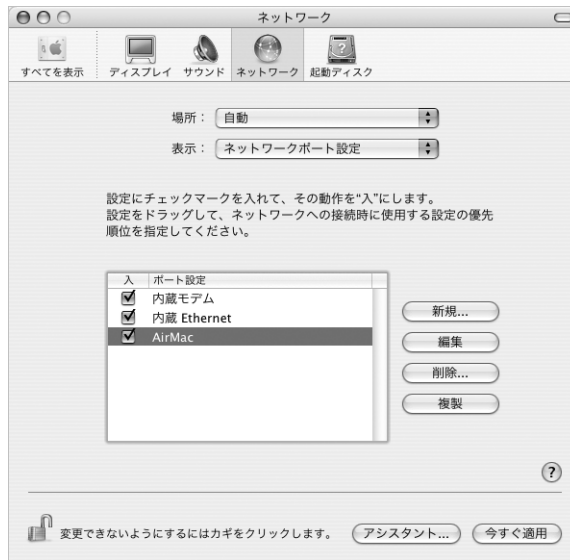 ネットワーク
すべてを表示 ディスプレイ サウンド ネットワーク 起動ディスク
場所： 自動
表示： ネットワークポート設定
設定にチェックマークを入れて、その動作を“入”にします。
設定をドラッグして、ネットワークへの接続時に使用する設定の優先
順位を指定してください。
入 ポート設定
内蔵モデム
内蔵 Ethernet
AirMac
新規...
編集
削除...
複製
?
変更できないようにするにはカギをクリックします。 アシスタント... 今すぐ適用